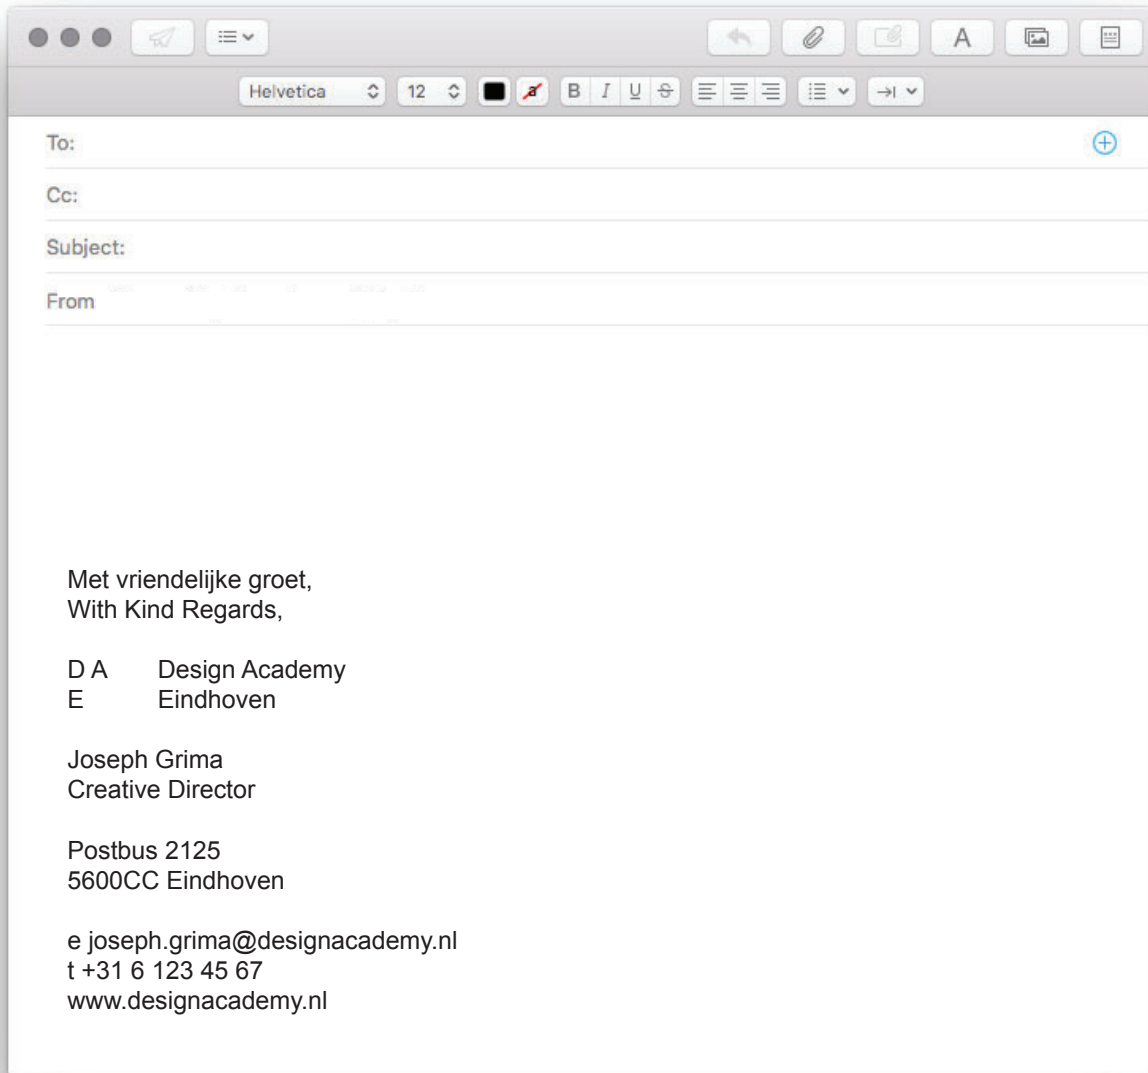 Helvetica 12 a B I U S
A
To:
Cc:
Subject:
From
Met vriendelijke groet,
With Kind Regards,
D A Design Academy
E Eindhoven
Joseph Grima
Creative Director
Postbus 2125
5600CC Eindhoven
e joseph.grima@designacademy.nl
t +31 6 123 45 67
www.designacademy.nl